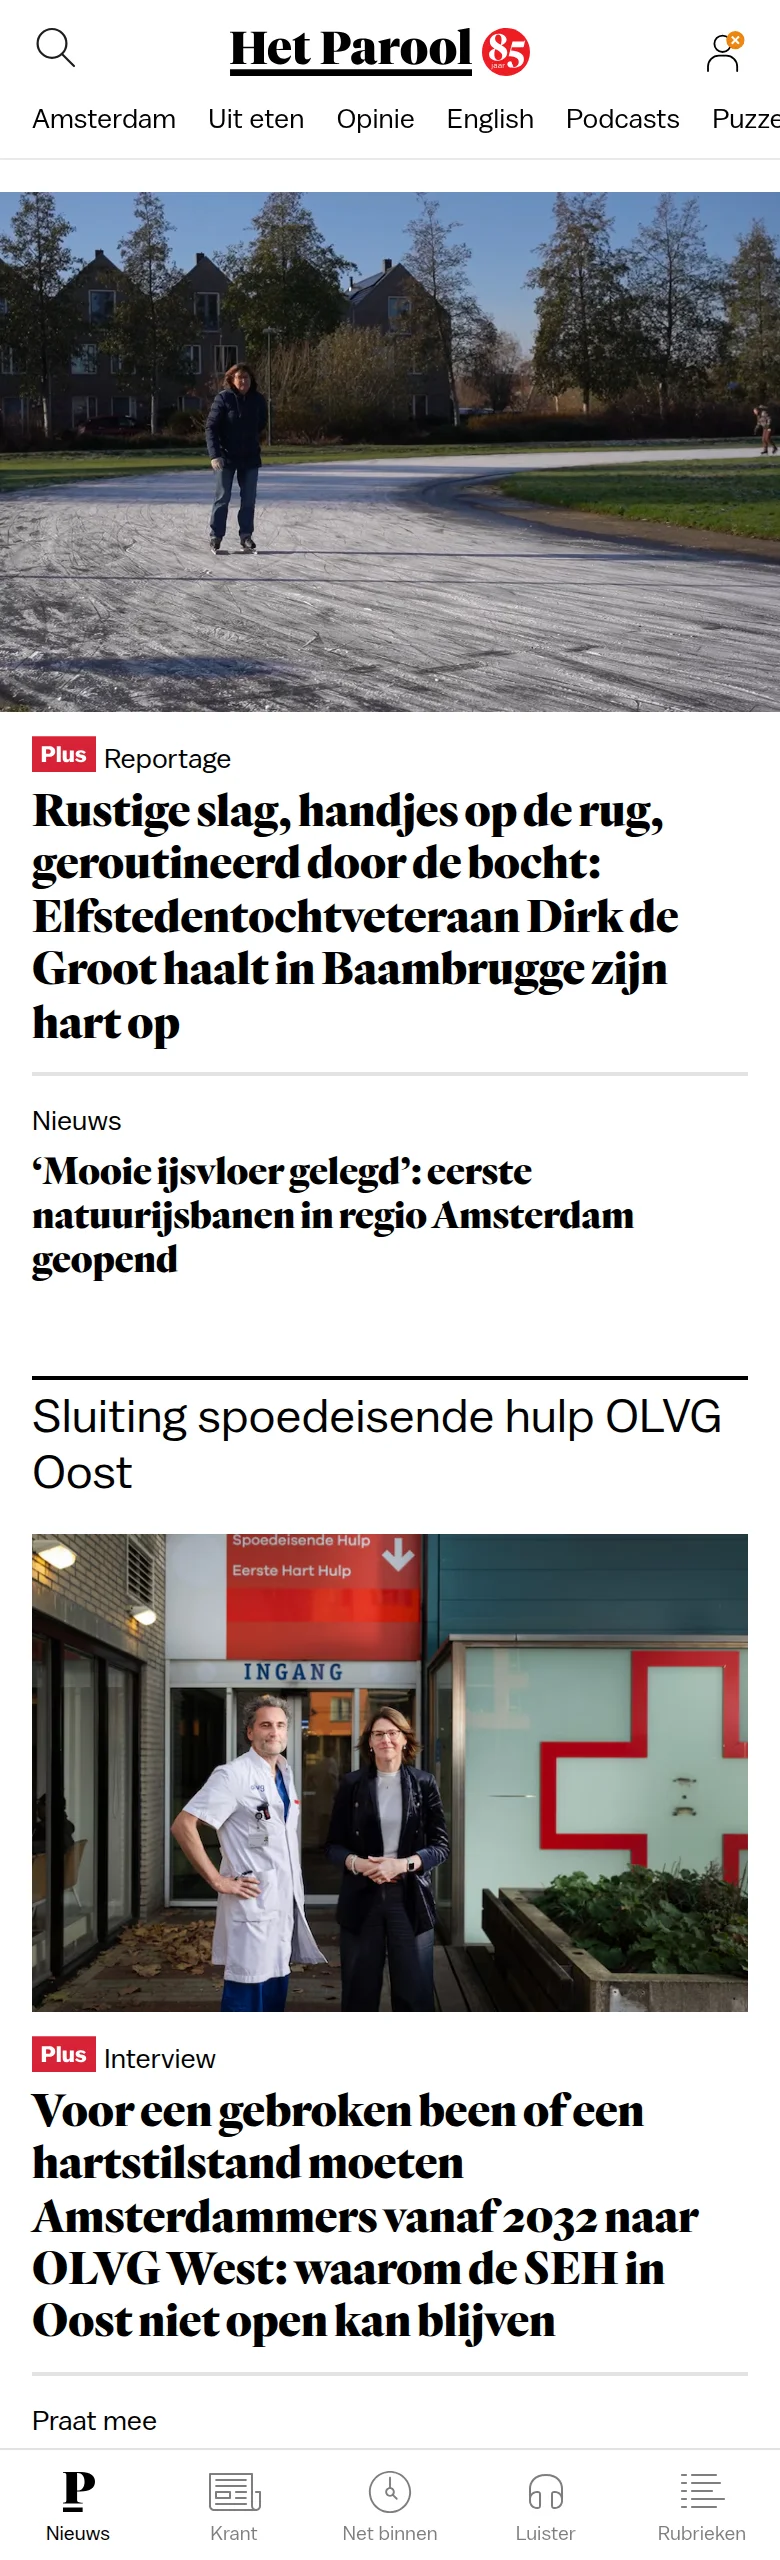 Het Parool 85 jaar
Amsterdam Uit eten Opinie English Podcasts Puzze
Plus Reportage
Rustige slag, handjes op de rug,
geroutineerd door de bocht:
Elfstedentochtveteraan Dirk de
Groot haalt in Baambrugge zijn
hart op
Nieuws
‘Mooie ijsvloer gelegd’: eerste
natuurijsbanen in regio Amsterdam
geopend
Sluiting spoedeisende hulp OLVG
Oost
Spoedeisende Hulp
Eerste Hart Hulp
INGANG
Plus Interview
Voor een gebroken been of een
hartstilstand moeten
Amsterdammers vanaf 2032 naar
OLVG West: waarom de SEH in
Oost niet open kan blijven
Praat mee
P
Nieuws Krant Net binnen Luister Rubrieken